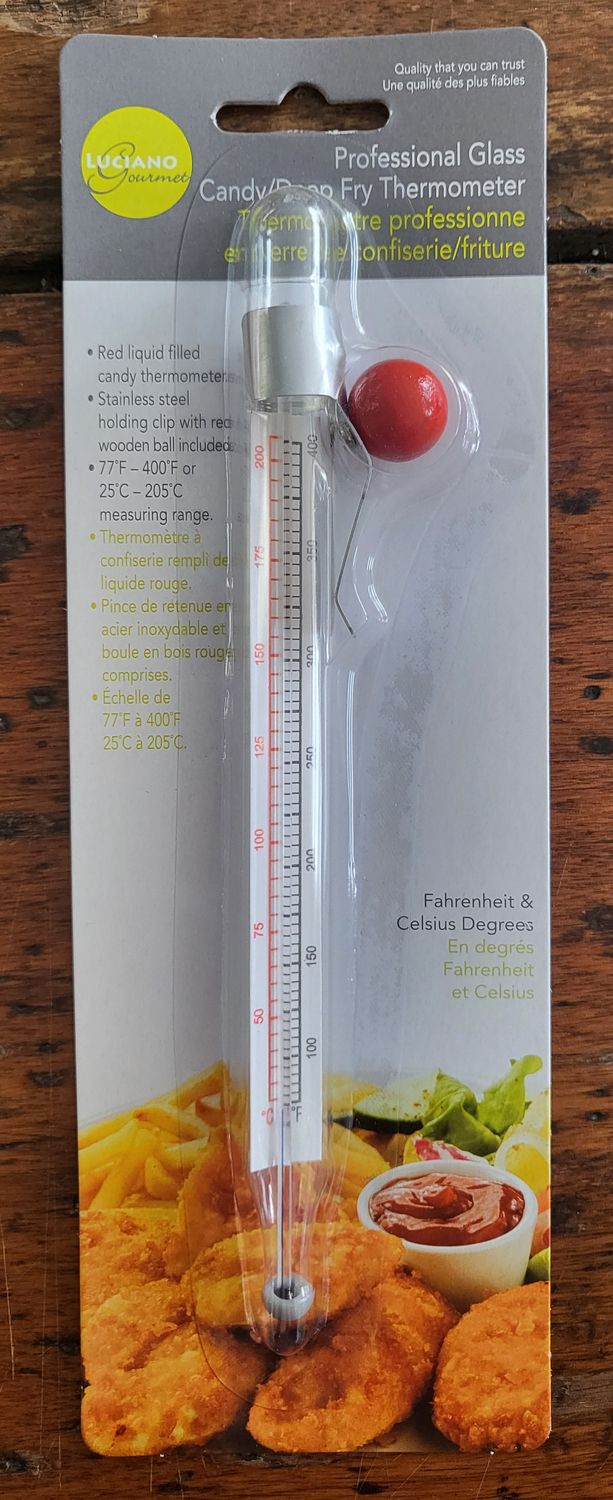 Quality that you can trust
Une qualité des plus fiables
LUCIANO
Gourmet
Professional Glass
Candy/Deep Fry Thermometer
Thermomètre professionne
en verre de confiserie/friture
• Red liquid filled
candy thermometer.
• Stainless steel
holding clip with red
wooden ball included.
• 77°F – 400°F or
25°C – 205°C
measuring range.
• Thermomètre à
confiserie rempli de
liquide rouge.
• Pince de retenue en
acier inoxydable et
boule en bois rouge
comprises.
• Échelle de
77°F à 400°F
25°C à 205°C.
200
175
150
125
100
75
50
°C
400
350
300
250
200
150
100
°F
Fahrenheit &
Celsius Degrees
En degrés
Fahrenheit
et Celsius